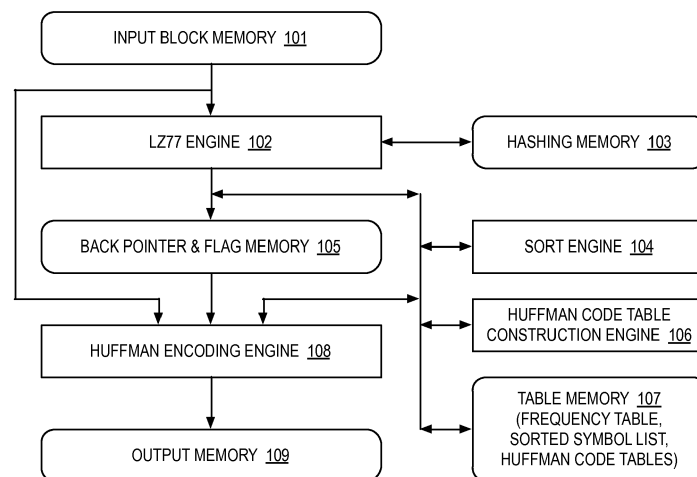 INPUT BLOCK MEMORY 101
LZ77 ENGINE 102
HASHING MEMORY 103
BACK POINTER & FLAG MEMORY 105
SORT ENGINE 104
HUFFMAN CODE TABLE
CONSTRUCTION ENGINE 106
HUFFMAN ENCODING ENGINE 108
TABLE MEMORY 107
(FREQUENCY TABLE,
SORTED SYMBOL LIST,
HUFFMAN CODE TABLES)
OUTPUT MEMORY 109